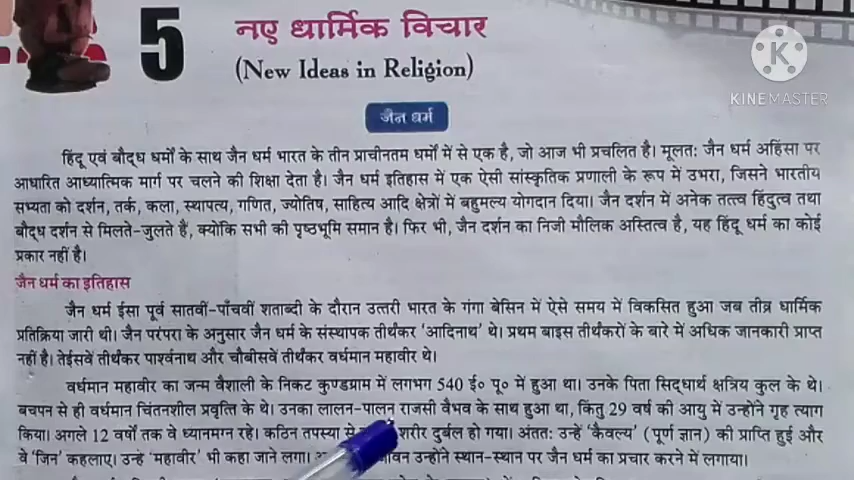 5
नए धार्मिक विचार
(New Ideas in Religion)
K
KINEMASTER
जैन धर्म
हिंदू एवं बौद्ध धर्मों के साथ जैन धर्म भारत के तीन प्राचीनतम धर्मों में से एक है, जो आज भी प्रचलित है। मूलतः जैन धर्म अहिंसा पर
आधारित आध्यात्मिक मार्ग पर चलने की शिक्षा देता है। जैन धर्म इतिहास में एक ऐसी सांस्कृतिक प्रणाली के रूप में उभरा, जिसने भारतीय
सभ्यता को दर्शन, तर्क, कला, स्थापत्य, गणित, ज्योतिष, साहित्य आदि क्षेत्रों में बहुमल्य योगदान दिया। जैन दर्शन में अनेक तत्त्व हिंदुत्व तथा
बौद्ध दर्शन से मिलते-जुलते हैं, क्योंकि सभी की पृष्ठभूमि समान है। फिर भी, जैन दर्शन का निजी मौलिक अस्तित्व है, यह हिंदू धर्म का कोई
प्रकार नहीं है।
जैन धर्म का इतिहास
जैन धर्म ईसा पूर्व सातवीं-पाँचवीं शताब्दी के दौरान उत्तरी भारत के गंगा बेसिन में ऐसे समय में विकसित हुआ जब तीव्र धार्मिक
प्रतिक्रिया जारी थी। जैन परंपरा के अनुसार जैन धर्म के संस्थापक तीर्थंकर 'आदिनाथ' थे। प्रथम बाइस तीर्थंकरों के बारे में अधिक जानकारी प्राप्त
नहीं है। तेईसवें तीर्थंकर पार्श्वनाथ और चौबीसवें तीर्थंकर वर्धमान महावीर थे।
वर्धमान महावीर का जन्म वैशाली के निकट कुण्डग्राम में लगभग 540 ई० पू० में हुआ था। उनके पिता सिद्धार्थ क्षत्रिय कुल के थे।
बचपन से ही वर्धमान चिंतनशील प्रवृत्ति के थे। उनका लालन-पालन राजसी वैभव के साथ हुआ था, किंतु 29 वर्ष की आयु में उन्होंने गृह त्याग
किया। अगले 12 वर्षों तक वे ध्यानमग्न रहे। कठिन तपस्या से शरीर दुर्बल हो गया। अंततः उन्हें 'कैवल्य' (पूर्ण ज्ञान) की प्राप्ति हुई और
वे 'जिन' कहलाए। उन्हें 'महावीर' भी कहा जाने लगा। जीवन उन्होंने स्थान-स्थान पर जैन धर्म का प्रचार करने में लगाया।